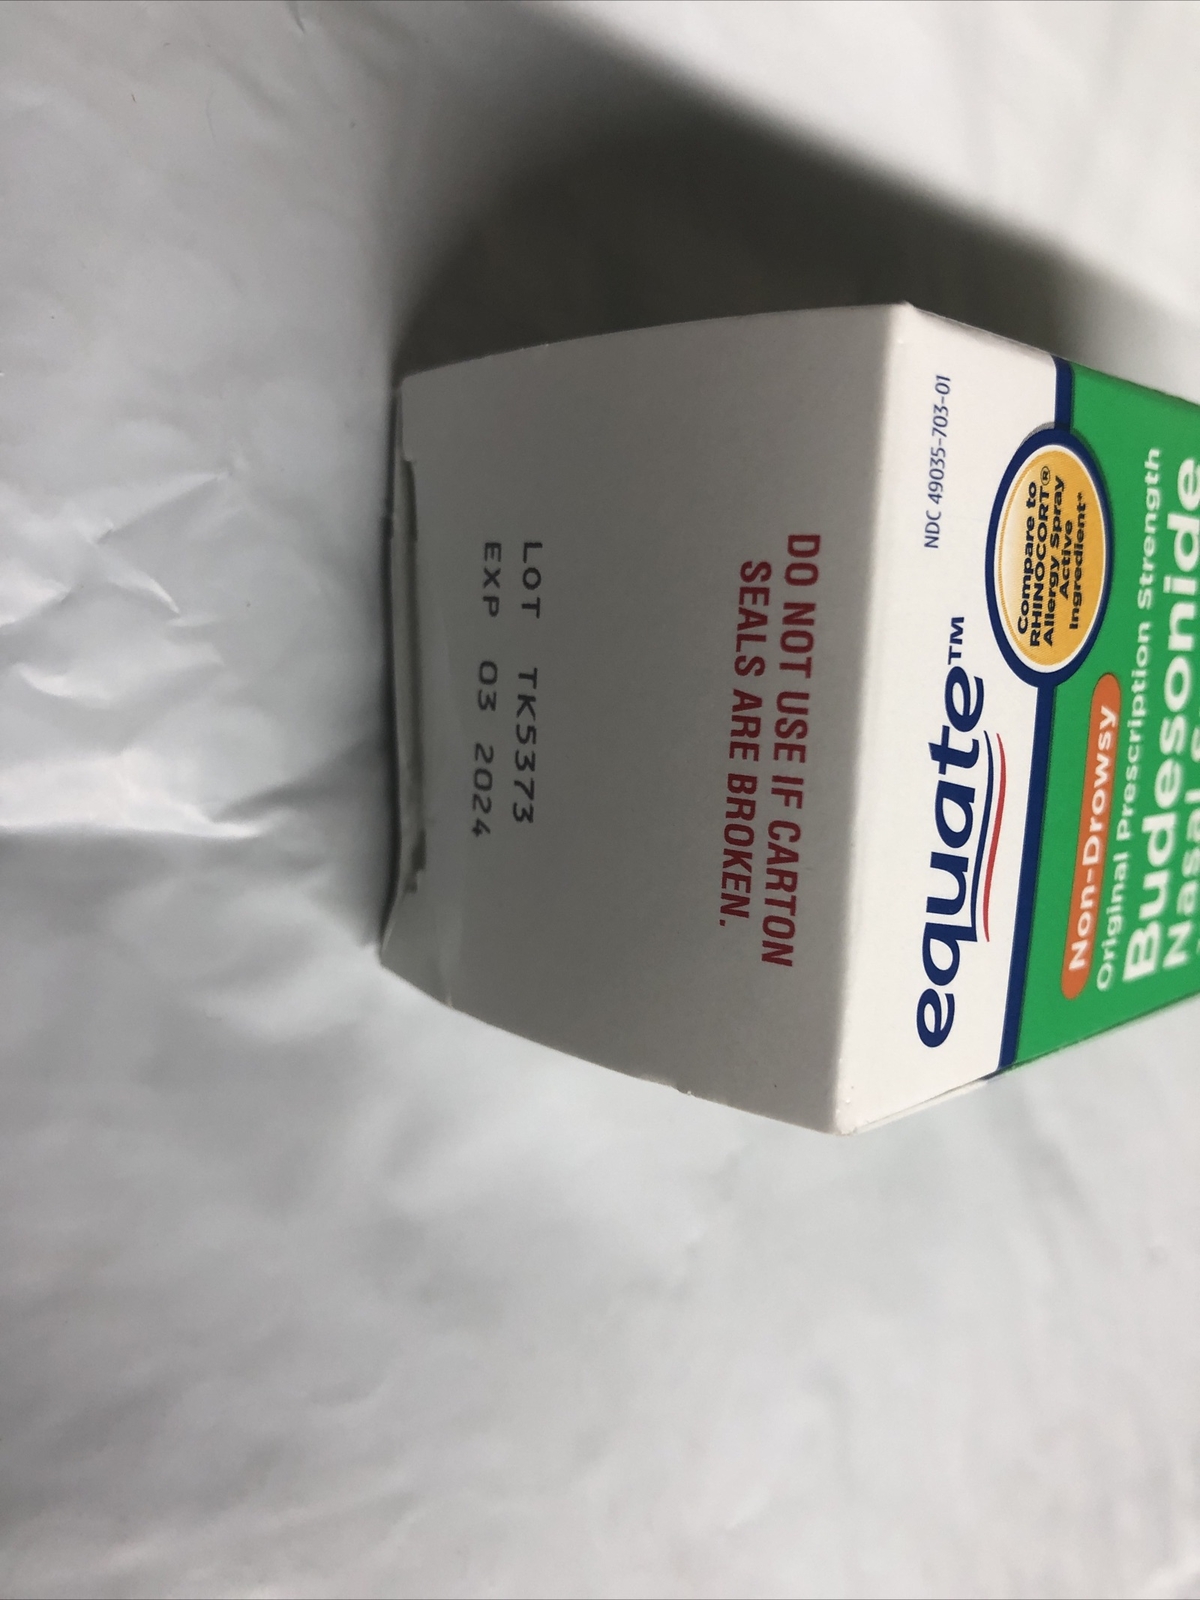 DO NOT USE IF CARTON
SEALS ARE BROKEN.
LOT TK5373
EXP 03 2024
NDC 49035-703-01
equate™
Compare to
RHINOCORT®
Allergy Spray
Active
Ingredient*
Non-Drowsy
Original Prescription Strength
Budesonide
Nasal